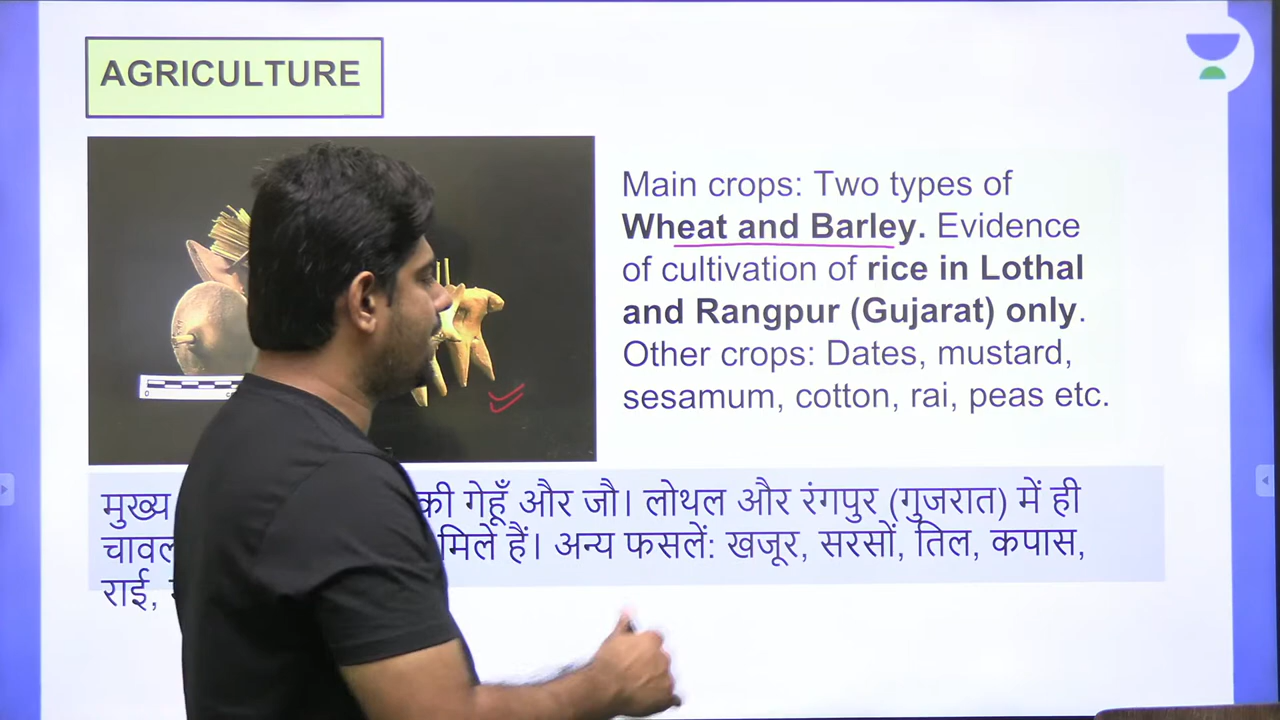 AGRICULTURE
Main crops: Two types of
Wheat and Barley. Evidence
of cultivation of rice in Lothal
and Rangpur (Gujarat) only.
Other crops: Dates, mustard,
sesamum, cotton, rai, peas etc.
मुख्य की गेहूँ और जौ। लोथल और रंगपुर (गुजरात) में ही
मिले हैं। अन्य फसलें: खजूर, सरसों, तिल, कपास,
राई,